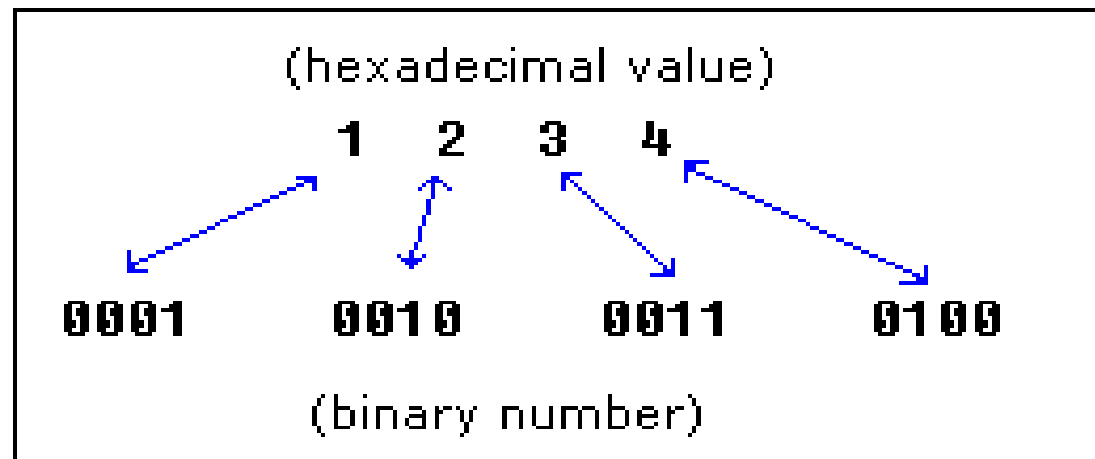 (hexadecimal value)
1 2 3 4
0001 0010 0011 0100
(binary number)